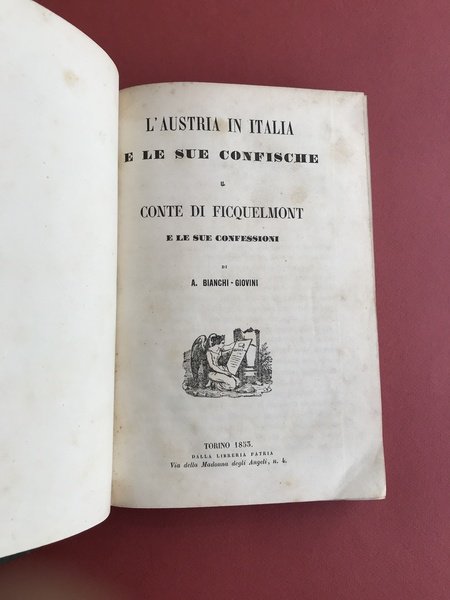 L'AUSTRIA IN ITALIA
E LE SUE CONFISCHE
CONTE DI FICQUELMONT
E LE SUE CONFESSIONI
DI
A. BIANCHI-GIOVINI
TORINO 1853.
DALLA LIBRERIA PATRIA
Via della Madonna degli Angeli, n. 4.